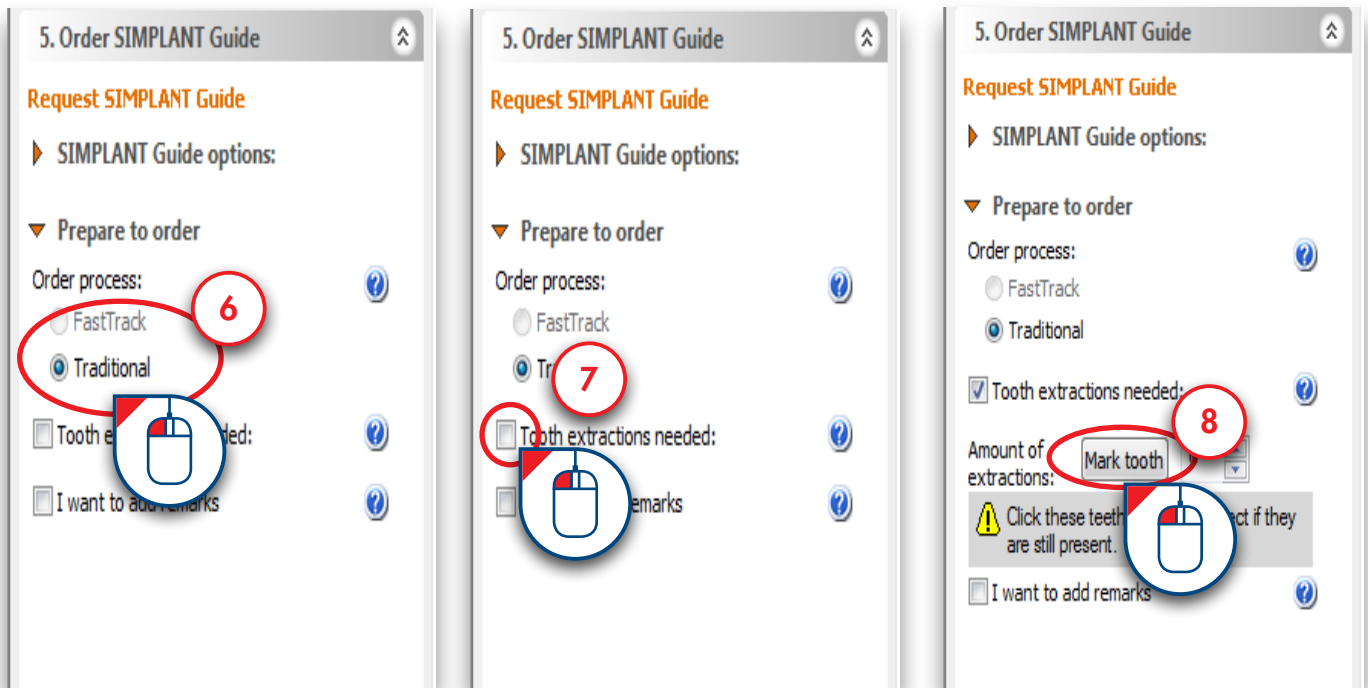 5. Order SIMPLANT Guide
Request SIMPLANT Guide
SIMPLANT Guide options:
Prepare to order
Order process:
FastTrack
6
Traditional
Tooth ded:
I want to add remarks
5. Order SIMPLANT Guide
Request SIMPLANT Guide
SIMPLANT Guide options:
Prepare to order
Order process:
FastTrack
7
Tooth extractions needed:
remarks
5. Order SIMPLANT Guide
Request SIMPLANT Guide
SIMPLANT Guide options:
Prepare to order
Order process:
FastTrack
Traditional
Tooth extractions needed:
8
Amount of
extractions:
Mark tooth
Click these teeth if they
are still present.
I want to add remarks